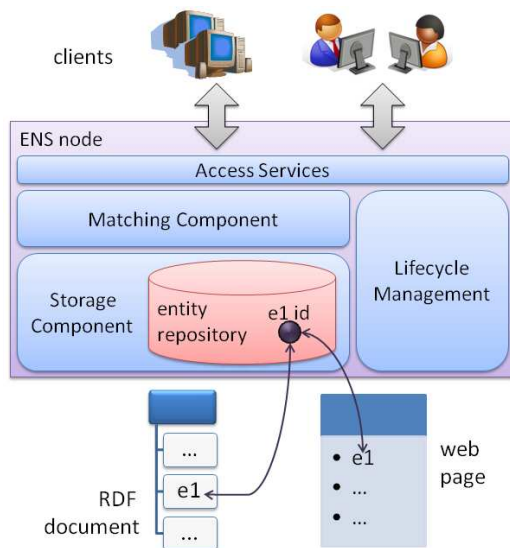 clients
ENS node
Access Services
Matching Component
Lifecycle
Management
Storage
Component
entity
repository
e1 id
...
e1
...
RDF
document
• e1
• ...
• ...
web
page